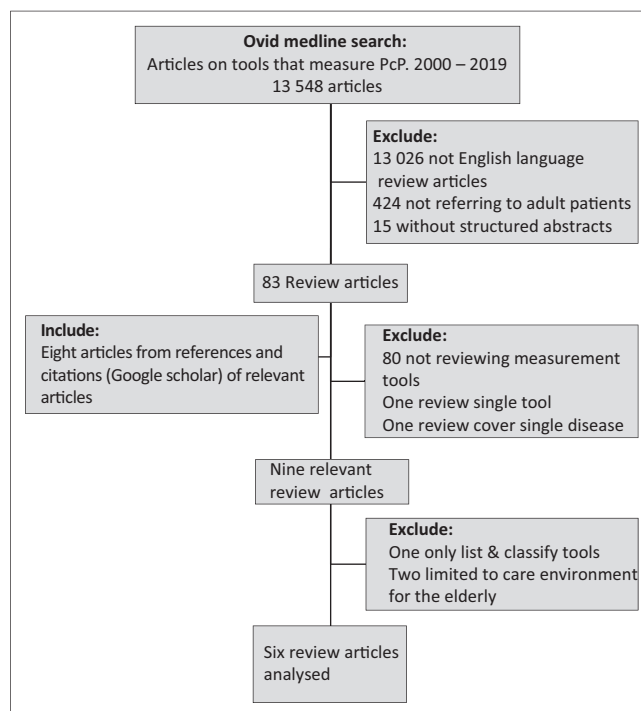 Ovid medline search:
Articles on tools that measure PcP. 2000 – 2019
13 548 articles
Exclude:
13 026 not English language
review articles
424 not referring to adult patients
15 without structured abstracts
83 Review articles
Include:
Eight articles from references and
citations (Google scholar) of relevant
articles
Exclude:
80 not reviewing measurement
tools
One review single tool
One review cover single disease
Nine relevant
review articles
Exclude:
One only list & classify tools
Two limited to care environment
for the elderly
Six review articles
analysed